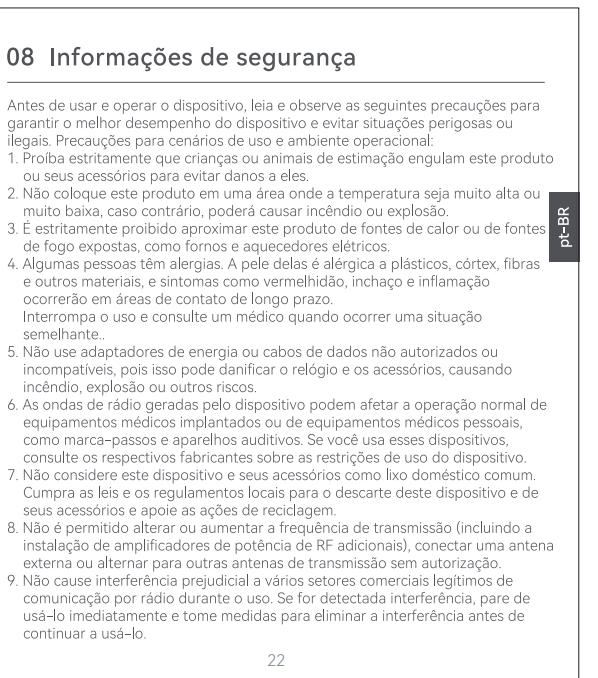 08 Informações de segurança
Antes de usar e operar o dispositivo, leia e observe as seguintes precauções para
garantir o melhor desempenho do dispositivo e evitar situações perigosas ou
ilegais. Precauções para cenários de uso e ambiente operacional:
1. Proíba estritamente que crianças ou animais de estimação engulam este produto
ou seus acessórios para evitar danos a eles.
2. Não coloque este produto em uma área onde a temperatura seja muito alta ou
muito baixa, caso contrário, poderá causar incêndio ou explosão.
3. É estritamente proibido aproximar este produto de fontes de calor ou de fontes
de fogo expostas, como fornos e aquecedores elétricos.
4. Algumas pessoas têm alergias. A pele delas é alérgica a plásticos, córtex, fibras
e outros materiais, e sintomas como vermelhidão, inchaço e inflamação
ocorrerão em áreas de contato de longo prazo.
Interrompa o uso e consulte um médico quando ocorrer uma situação
semelhante..
5. Não use adaptadores de energia ou cabos de dados não autorizados ou
incompatíveis, pois isso pode danificar o relógio e os acessórios, causando
incêndio, explosão ou outros riscos.
6. As ondas de rádio geradas pelo dispositivo podem afetar a operação normal de
equipamentos médicos implantados ou de equipamentos médicos pessoais,
como marca-passos e aparelhos auditivos. Se você usa esses dispositivos,
consulte os respectivos fabricantes sobre as restrições de uso do dispositivo.
7. Não considere este dispositivo e seus acessórios como lixo doméstico comum.
Cumpra as leis e os regulamentos locais para o descarte deste dispositivo e de
seus acessórios e apoie as ações de reciclagem.
8. Não é permitido alterar ou aumentar a frequência de transmissão (incluindo a
instalação de amplificadores de potência de RF adicionais), conectar uma antena
externa ou alternar para outras antenas de transmissão sem autorização.
9. Não cause interferência prejudicial a vários setores comerciais legítimos de
comunicação por rádio durante o uso. Se for detectada interferência, pare de
usá-lo imediatamente e tome medidas para eliminar a interferência antes de
continuar a usá-lo.
pt-BR
22